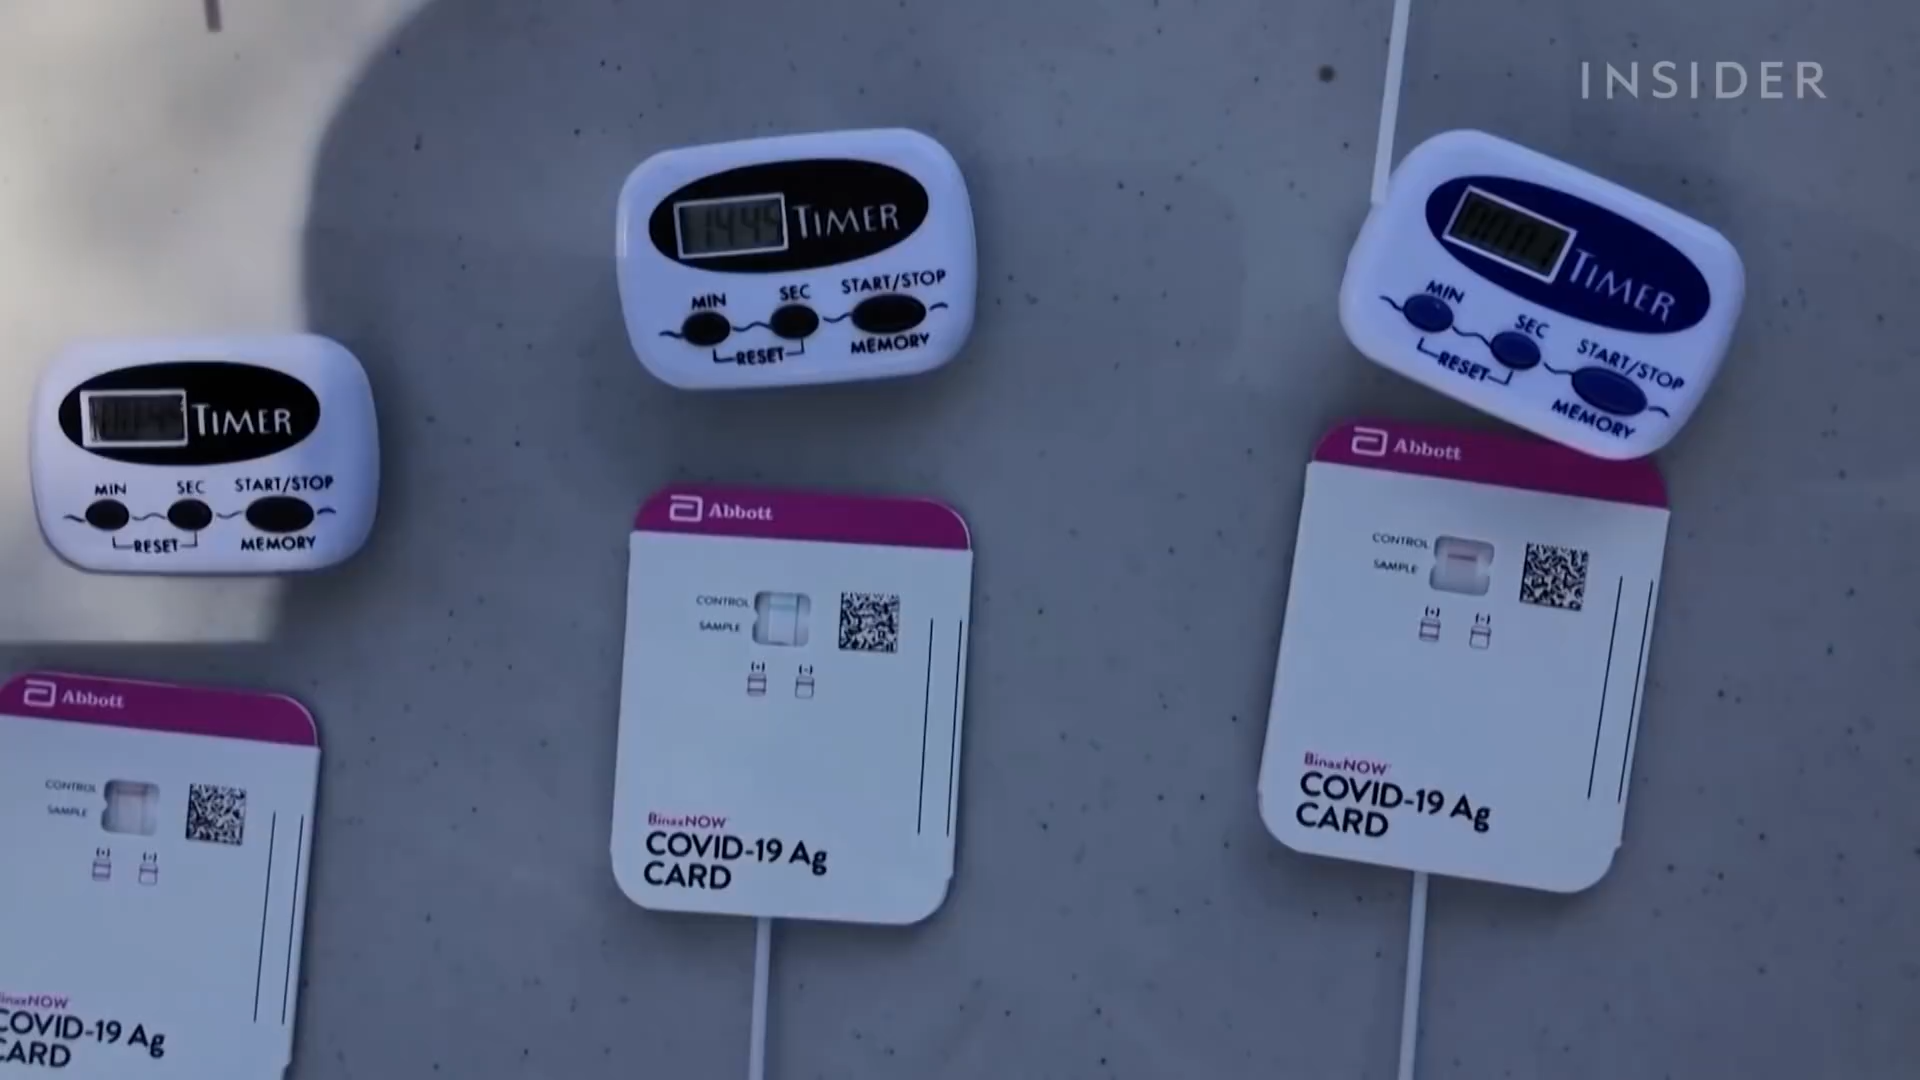 INSIDER
TIMER
MIN SEC START/STOP
RESET MEMORY
TIMER
MIN SEC START/STOP
RESET MEMORY
TIMER
MIN SEC START/STOP
RESET MEMORY
Abbott
CONTROL
SAMPLE
[+] [-]
BinaxNOW
COVID-19 Ag
CARD
Abbott
CONTROL
SAMPLE
[+] [-]
BinaxNOW
COVID-19 Ag
CARD
Abbott
CONTROL
SAMPLE
[+] [-]
BinaxNOW
COVID-19 Ag
CARD